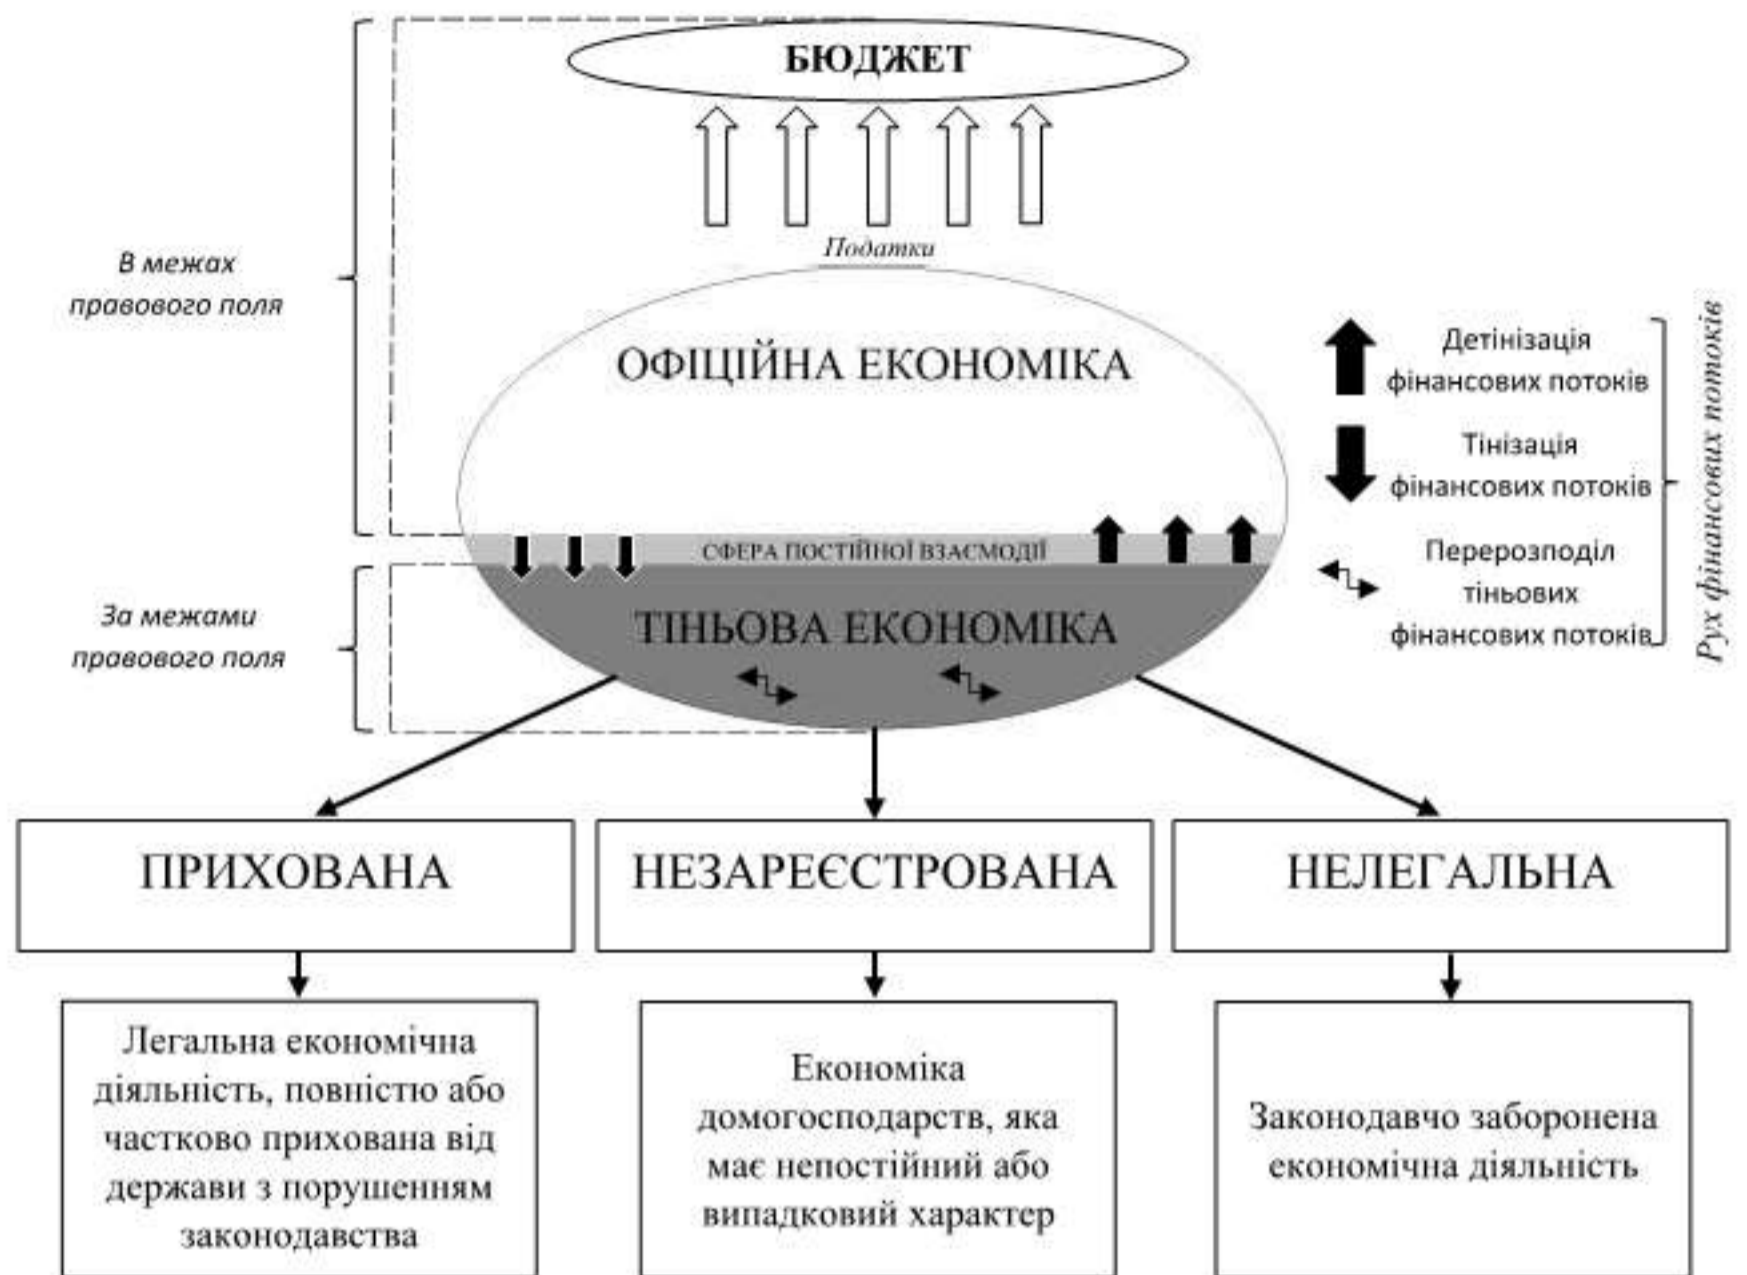 БЮДЖЕТ
Податки
В межах
правового поля
ОФІЦІЙНА ЕКОНОМІКА
Детінізація
фінансових потоків
Тінізація
фінансових потоків
Перерозподіл
тіньових
фінансових потоків
Рух фінансових потоків
СФЕРА ПОСТІЙНОЇ ВЗАЄМОДІЇ
ТІНЬОВА ЕКОНОМІКА
За межами
правового поля
ПРИХОВАНА
НЕЗАРЕЄСТРОВАНА
НЕЛЕГАЛЬНА
Легальна економічна
діяльність, повністю або
частково прихована від
держави з порушенням
законодавства
Економіка
домогосподарств, яка
має непостійний або
випадковий характер
Законодавчо заборонена
економічна діяльність